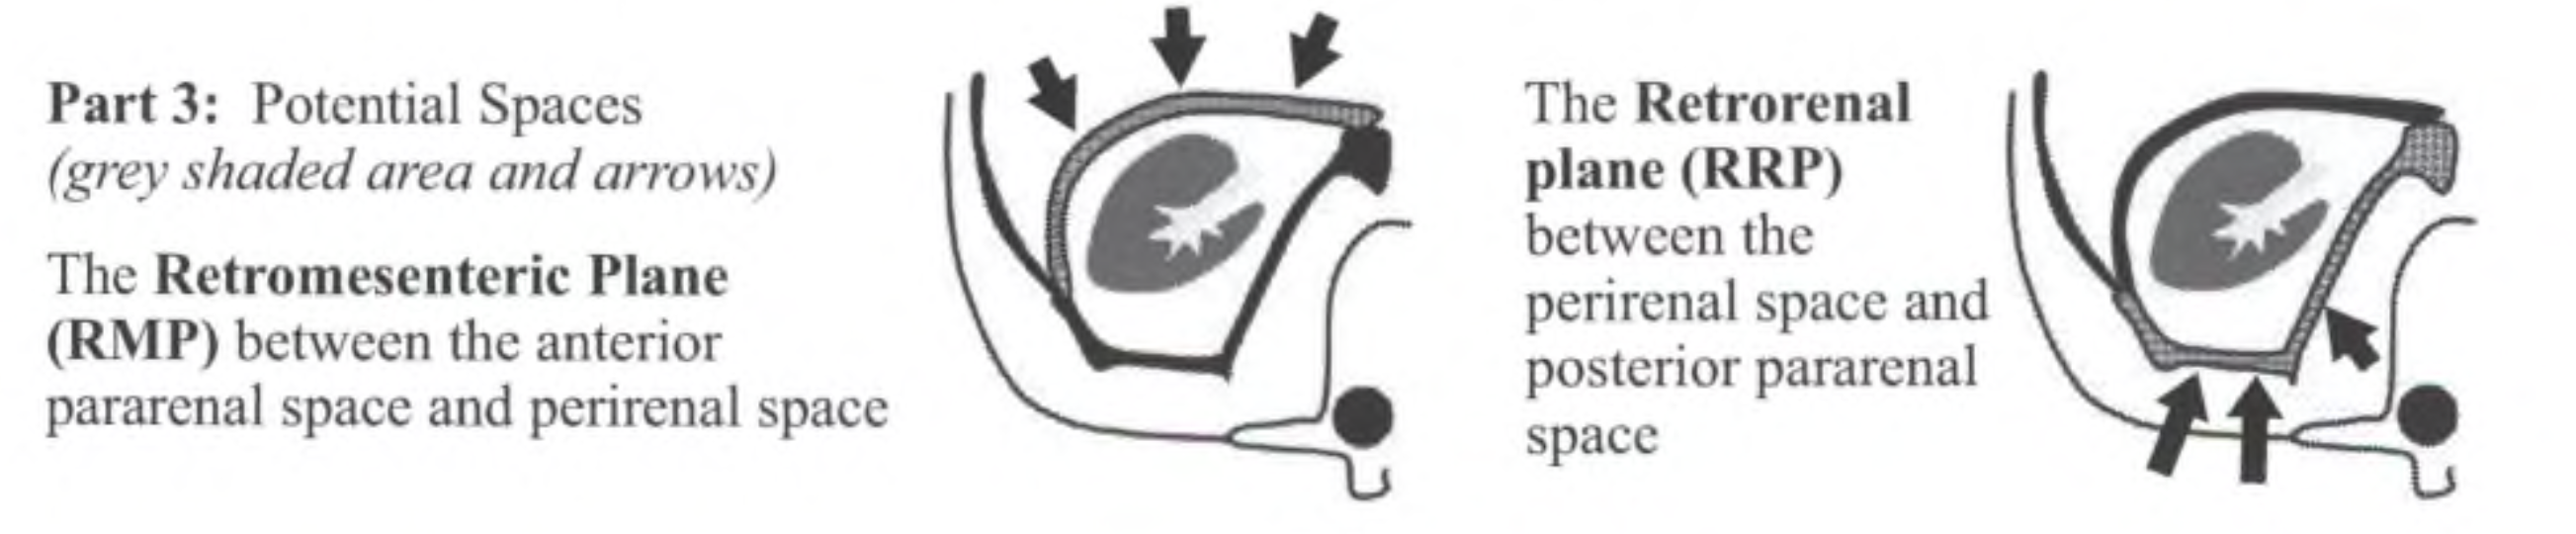 Part 3: Potential Spaces
(grey shaded area and arrows)
The Retromesenteric Plane
(RMP) between the anterior
pararenal space and perirenal space
The Retrorenal
plane (RRP)
between the
perirenal space and
posterior pararenal
space